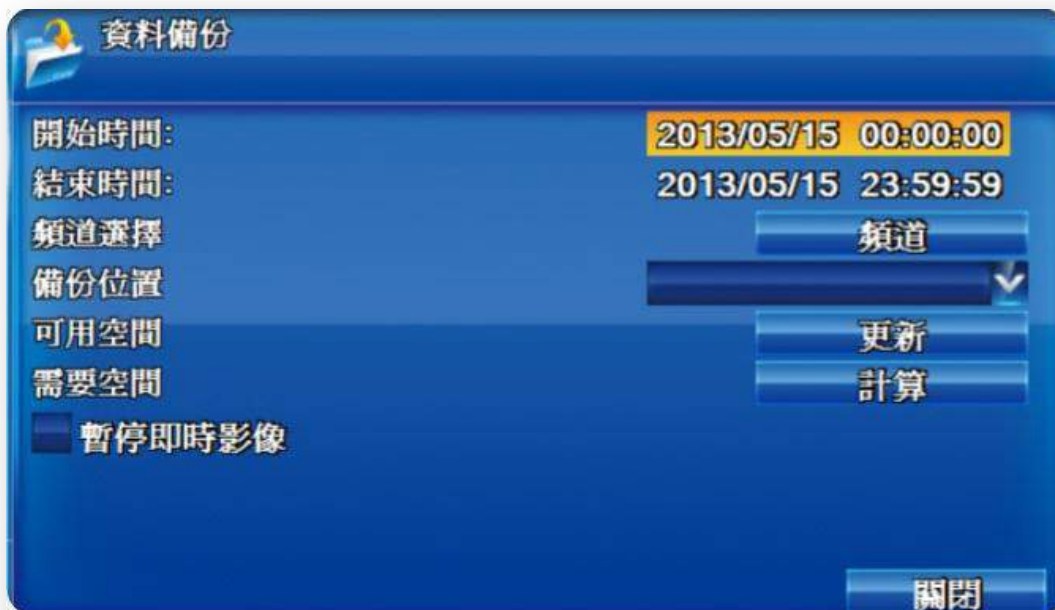 資料備份
開始時間: 2013/05/15 00:00:00
結束時間: 2013/05/15 23:59:59
頻道選擇 頻道
備份位置
可用空間 更新
需要空間 計算
暫停即時影像
關閉